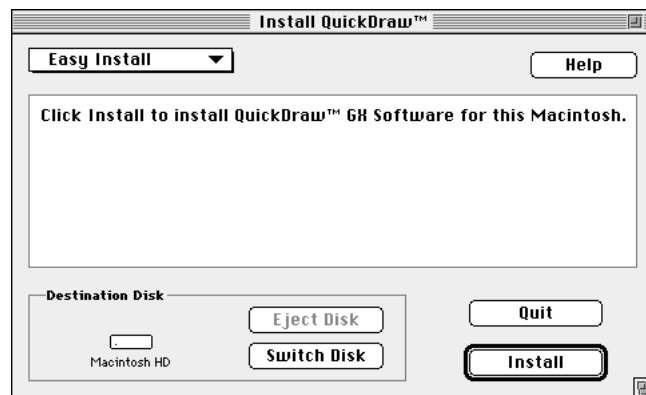 Install QuickDraw™
Easy Install
Help
Click Install to install QuickDraw™ GX Software for this Macintosh.
Destination Disk
Eject Disk
Quit
Macintosh HD
Switch Disk
Install